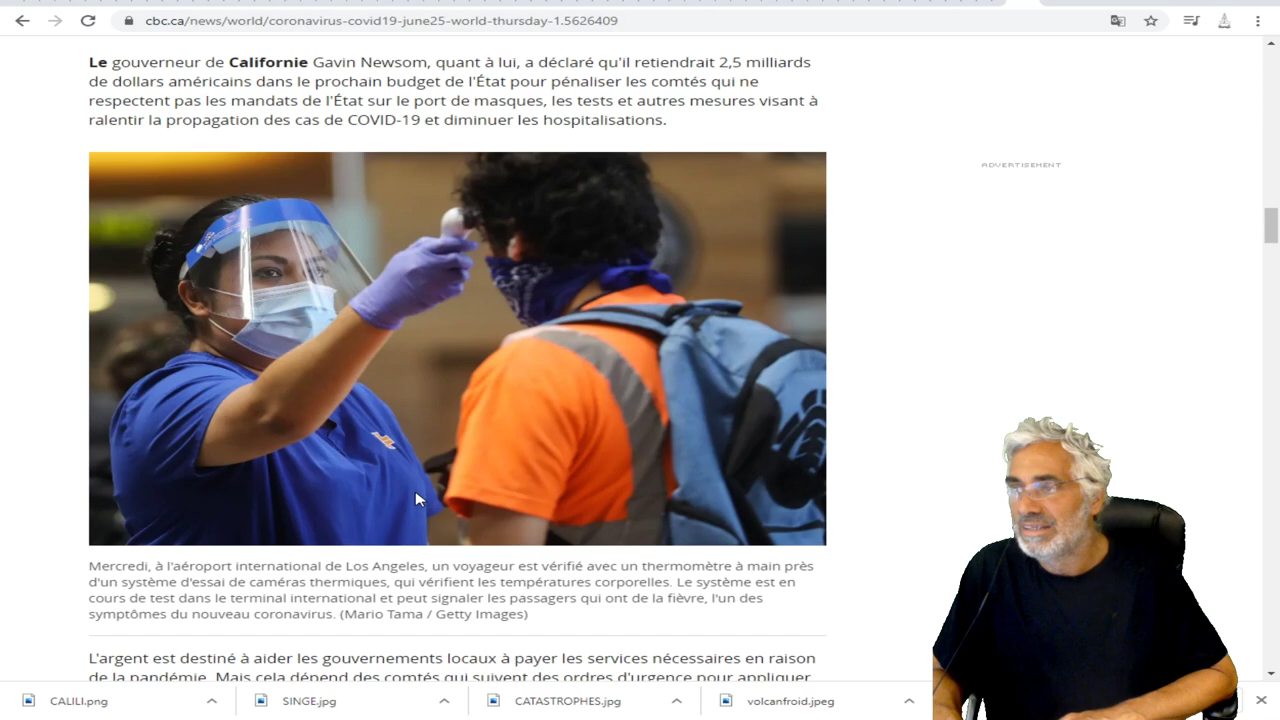 cbc.ca/news/world/coronavirus-covid19-june25-world-thursday-1.5626409
Le gouverneur de Californie Gavin Newsom, quant à lui, a déclaré qu'il retiendrait 2,5 milliards
de dollars américains dans le prochain budget de l'État pour pénaliser les comtés qui ne
respectent pas les mandats de l'État sur le port de masques, les tests et autres mesures visant à
ralentir la propagation des cas de COVID-19 et diminuer les hospitalisations.
ADVERTISEMENT
Mercredi, à l'aéroport international de Los Angeles, un voyageur est vérifié avec un thermomètre à main près
d'un système d'essai de caméras thermiques, qui vérifient les températures corporelles. Le système est en
cours de test dans le terminal international et peut signaler les passagers qui ont de la fièvre, l'un des
symptômes du nouveau coronavirus. (Mario Tama / Getty Images)
L'argent est destiné à aider les gouvernements locaux à payer les services nécessaires en raison
de la pandémie. Mais cela dépend des comtés qui suivent des ordres d'urgence pour appliquer
CALILI.png
SINGE.jpg
CATASTROPHES.jpg
volcanfroid.jpeg